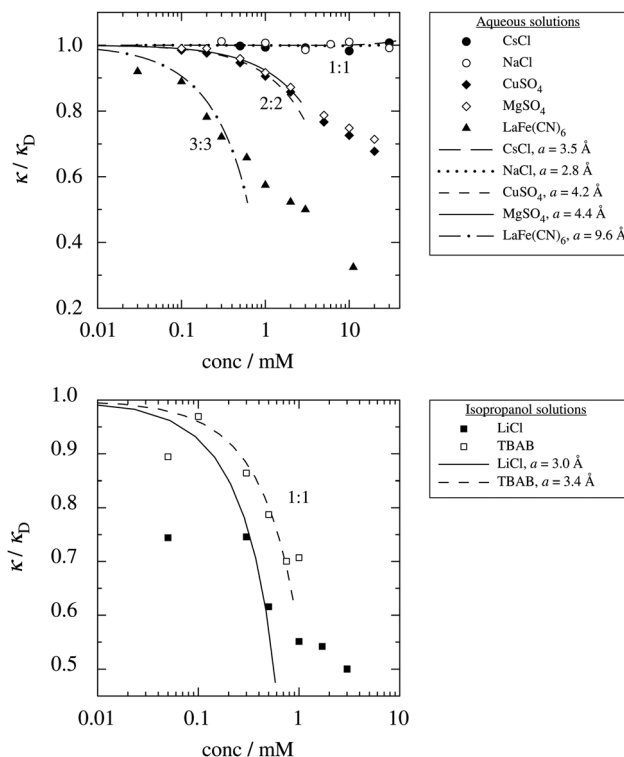 1.0
0.8
0.6
0.4
0.2
0.01
0.1
1
10
κ / κD
conc / mM
1:1
2:2
3:3
Aqueous solutions
CsCl
NaCl
CuSO4
MgSO4
LaFe(CN)6
CsCl, a = 3.5 Å
NaCl, a = 2.8 Å
CuSO4, a = 4.2 Å
MgSO4, a = 4.4 Å
LaFe(CN)6, a = 9.6 Å
1.0
0.9
0.8
0.7
0.6
0.5
0.01
0.1
1
10
κ / κD
conc / mM
1:1
Isopropanol solutions
LiCl
TBAB
LiCl, a = 3.0 Å
TBAB, a = 3.4 Å